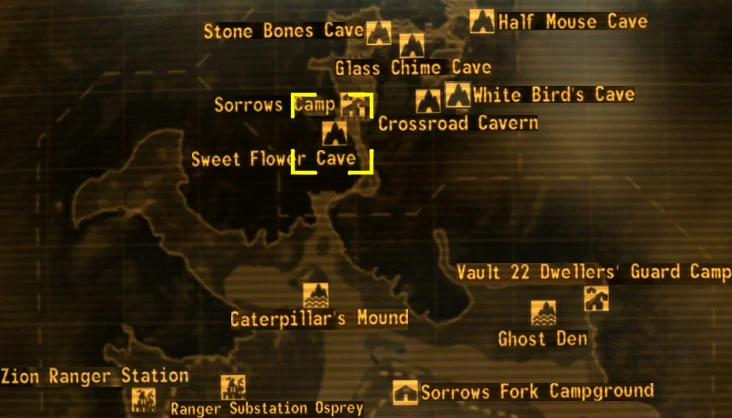 Half Mouse Cave
Stone Bones Cave
Glass Chime Cave
White Bird's Cave
Sorrows Camp
Crossroad Cavern
Sweet Flower Cave
Vault 22 Dwellers' Guard Camp
Caterpillar's Mound
Ghost Den
Zion Ranger Station
Sorrows Fork Campground
Ranger Substation Osprey